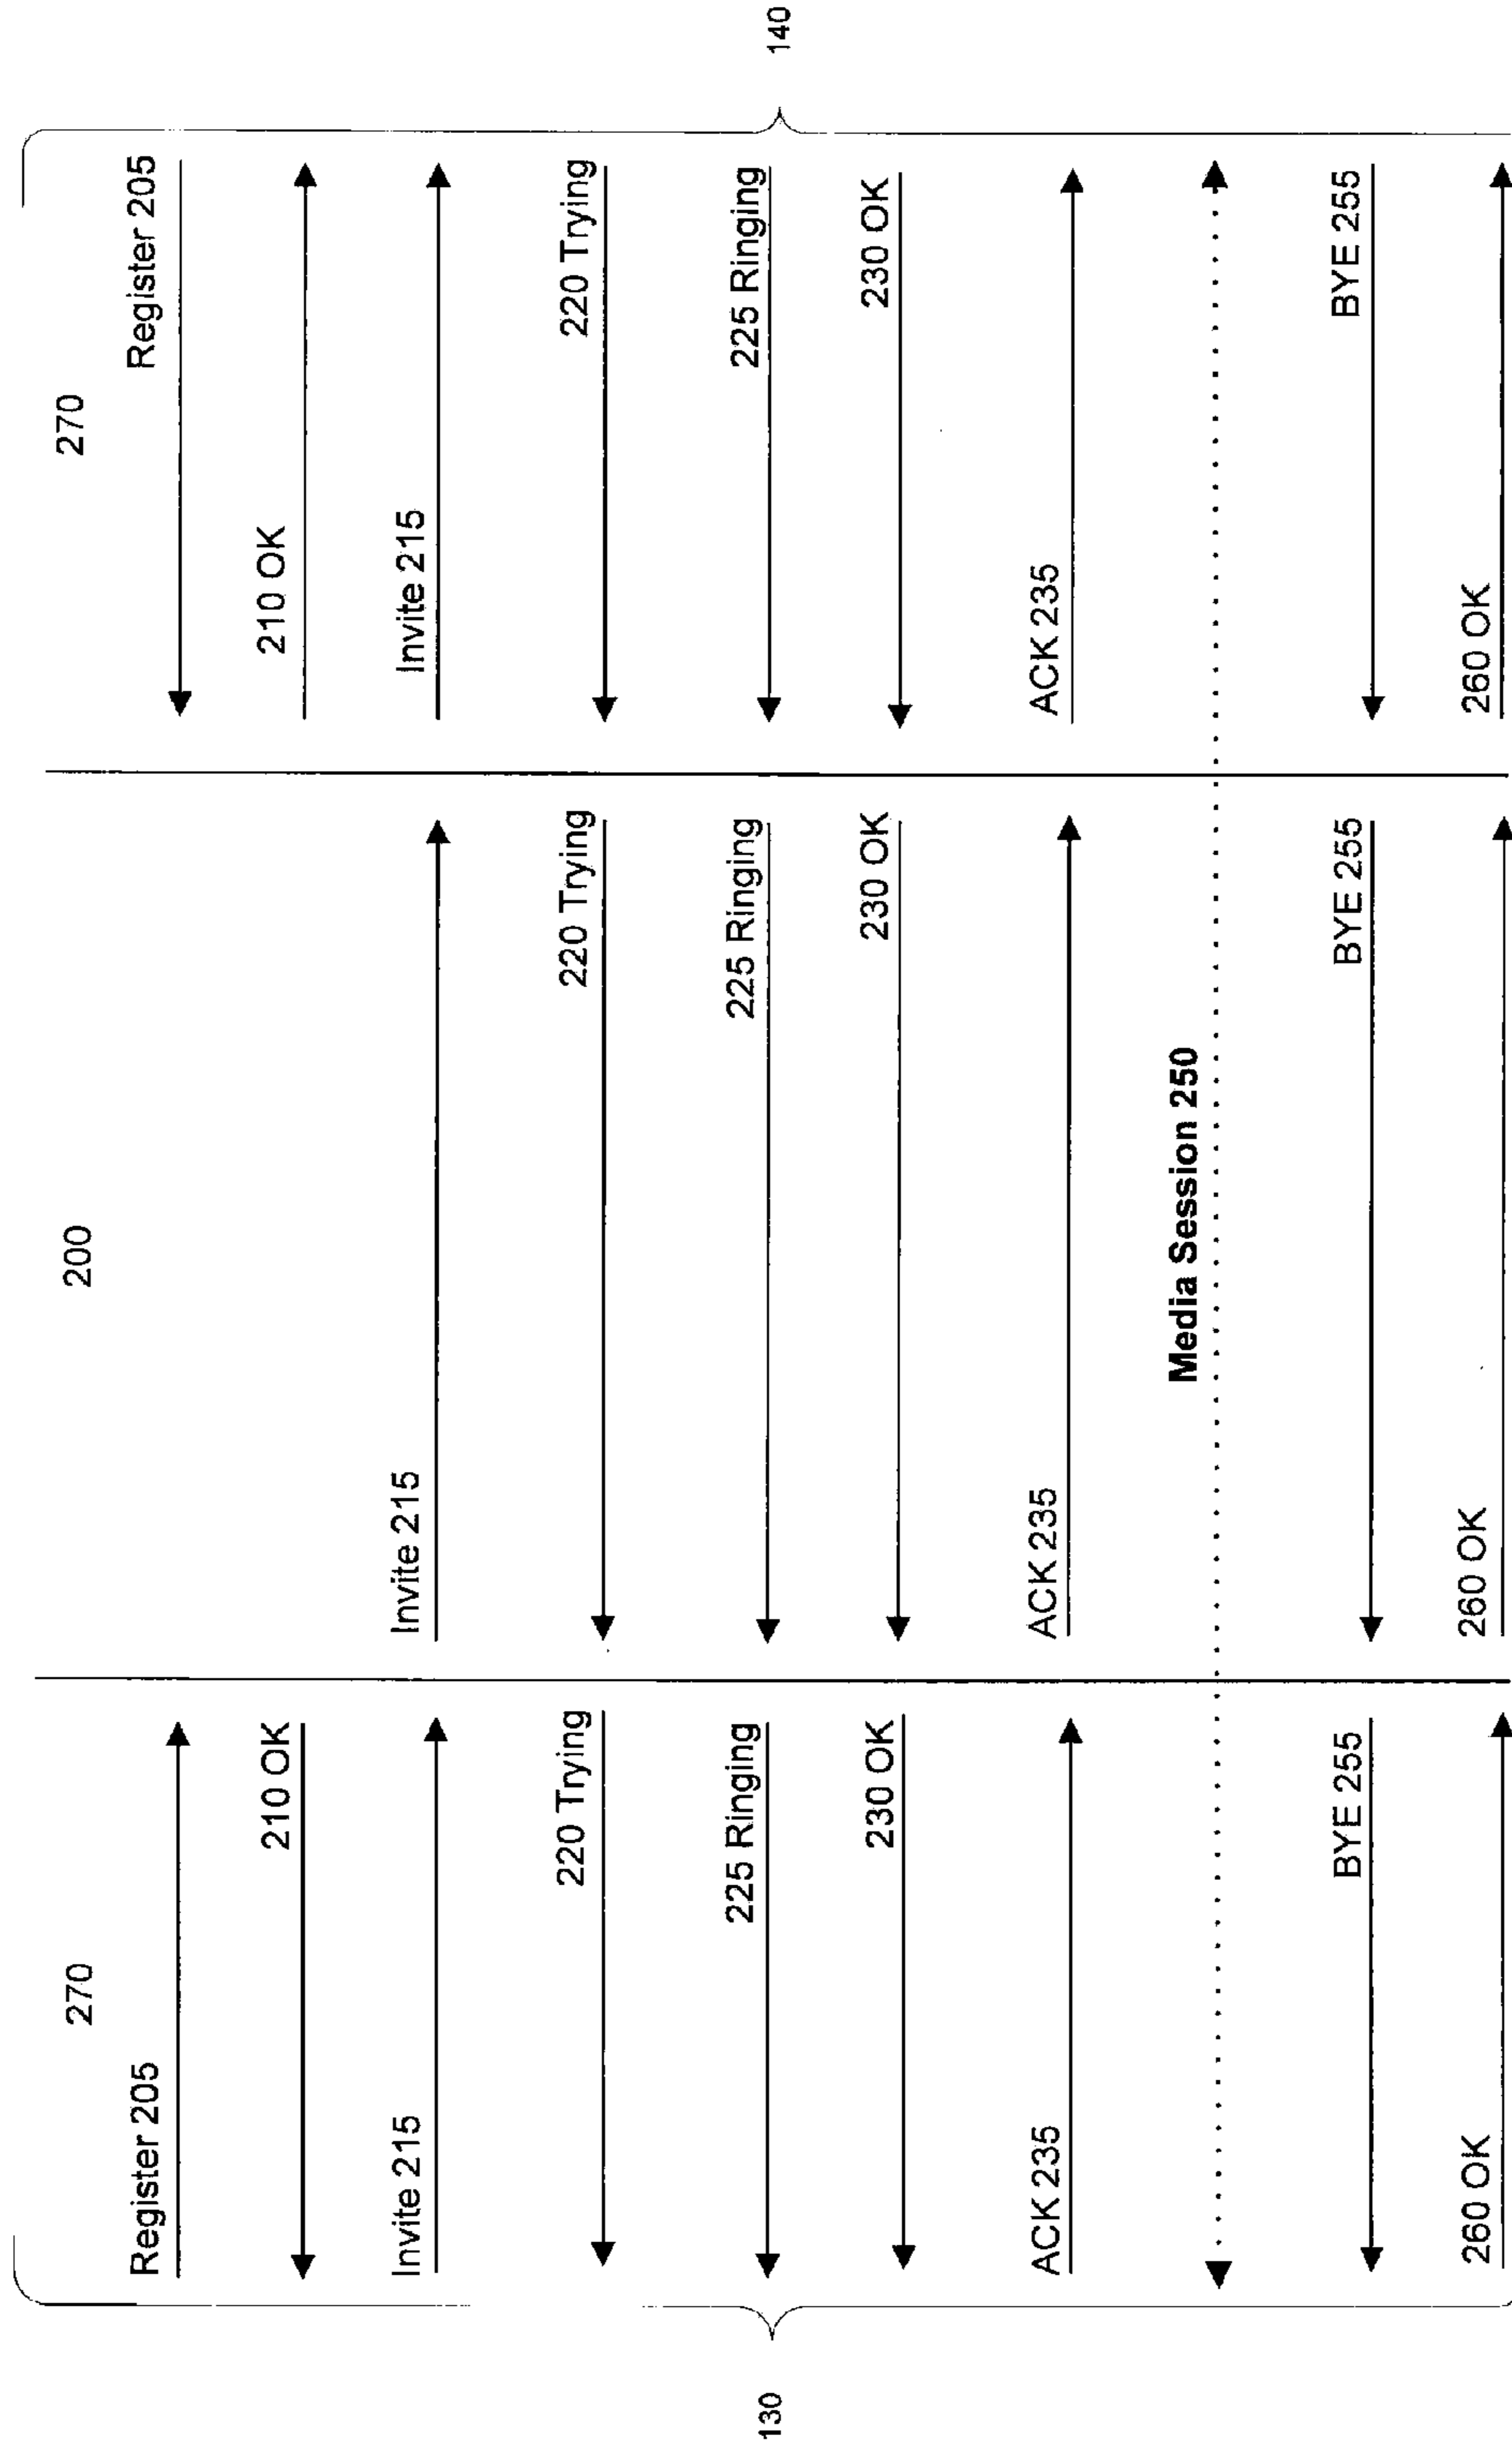 270
200
270
Register 205
Register 205
210 OK
210 OK
Invite 215
Invite 215
Invite 215
220 Trying
220 Trying
220 Trying
130
225 Ringing
225 Ringing
225 Ringing
140
230 OK
230 OK
230 OK
ACK 235
ACK 235
ACK 235
Media Session 250
BYE 255
BYE 255
BYE 255
260 OK
260 OK
260 OK